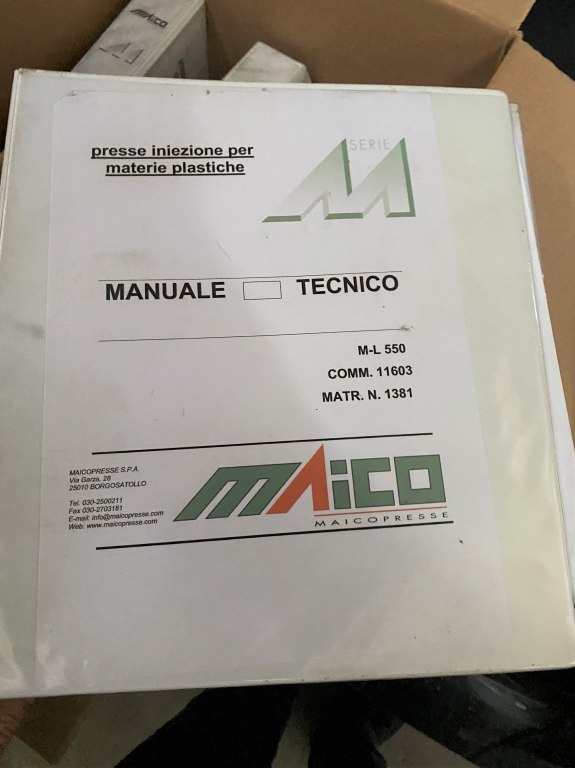 MAICO
M
SERIE
presse iniezione per
materie plastiche
MANUALE TECNICO
M-L 550
COMM. 11603
MATR. N. 1381
MAICOPRESSE S.P.A.
Via Garza, 28
25010 BORGOSATOLLO
Tel. 030-2500211
Fax 030-2703181
E-mail: info@maicopresse.com
Web: www.maicopresse.com
MAiCO
MAICOPRESSE